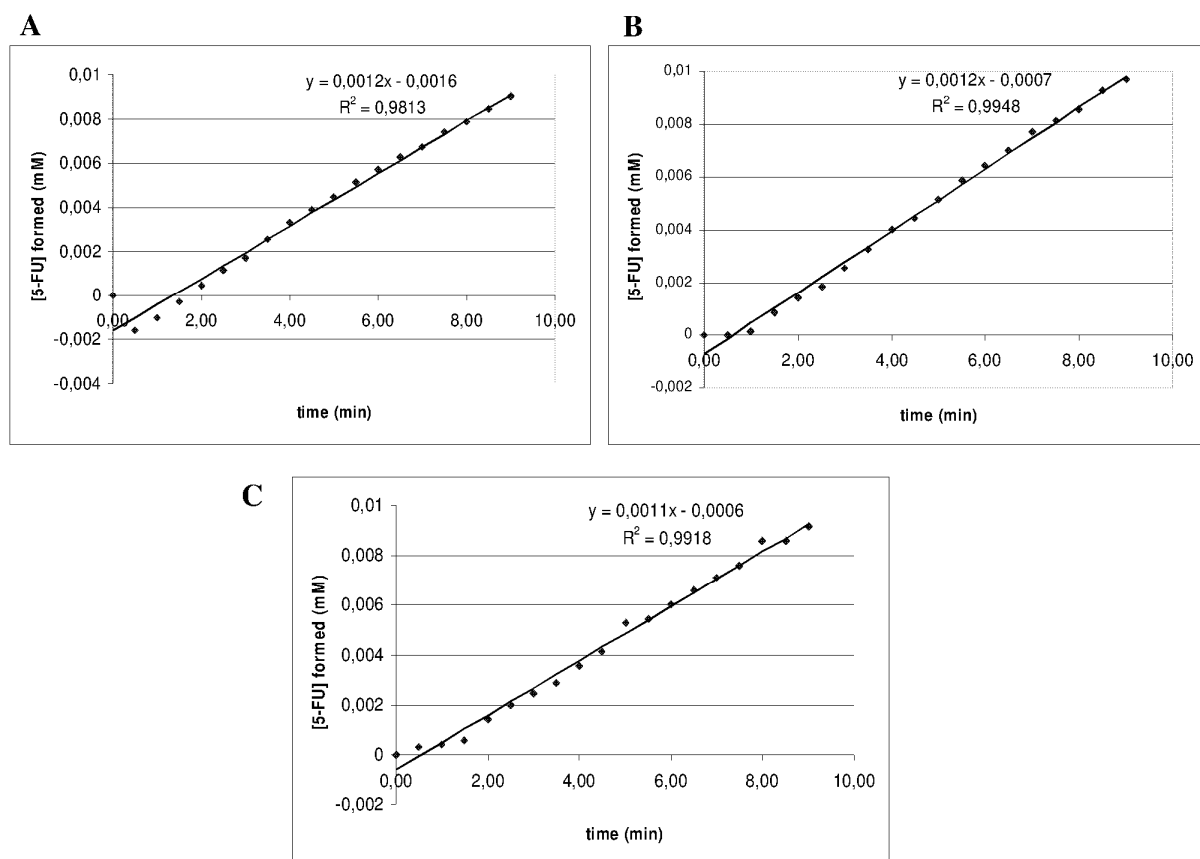 A
y = 0,0012x - 0,0016
R² = 0,9813
0,01
0,008
0,006
0,004
0,002
0
-0,002
-0,004
0,00 2,00 4,00 6,00 8,00 10,00
[5-FU] formed (mM)
time (min)
B
y = 0,0012x - 0,0007
R² = 0,9948
0,01
0,008
0,006
0,004
0,002
0
-0,002
0,00 2,00 4,00 6,00 8,00 10,00
[5-FU] formed (mM)
time (min)
C
y = 0,0011x - 0,0006
R² = 0,9918
0,01
0,008
0,006
0,004
0,002
0
-0,002
0,00 2,00 4,00 6,00 8,00 10,00
[5-FU] formed (mM)
time (min)